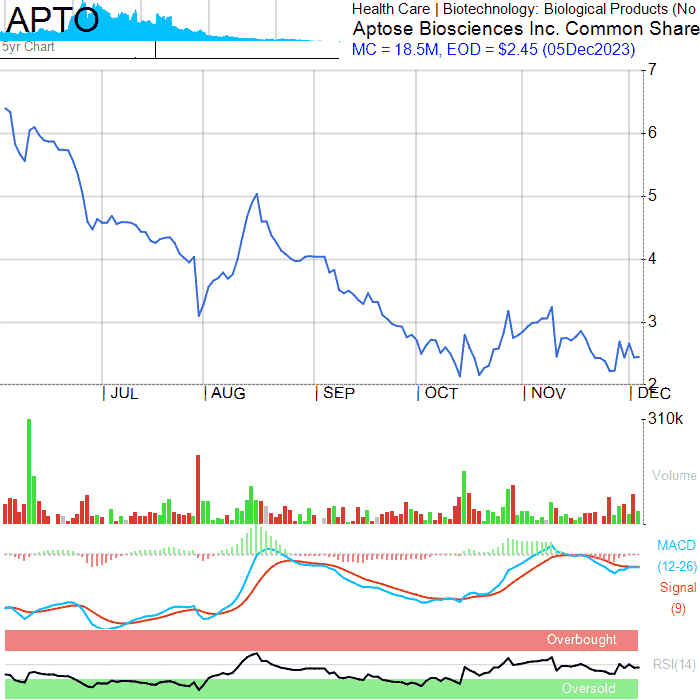 APTO
5yr Chart
Health Care | Biotechnology: Biological Products (No
Aptose Biosciences Inc. Common Share
MC = 18.5M, EOD = $2.45 (05Dec2023)
7
6
5
4
3
2
JUL AUG SEP OCT NOV DEC
310k
Volume
MACD
(12-26)
Signal
(9)
Overbought
RSI(14)
Oversold